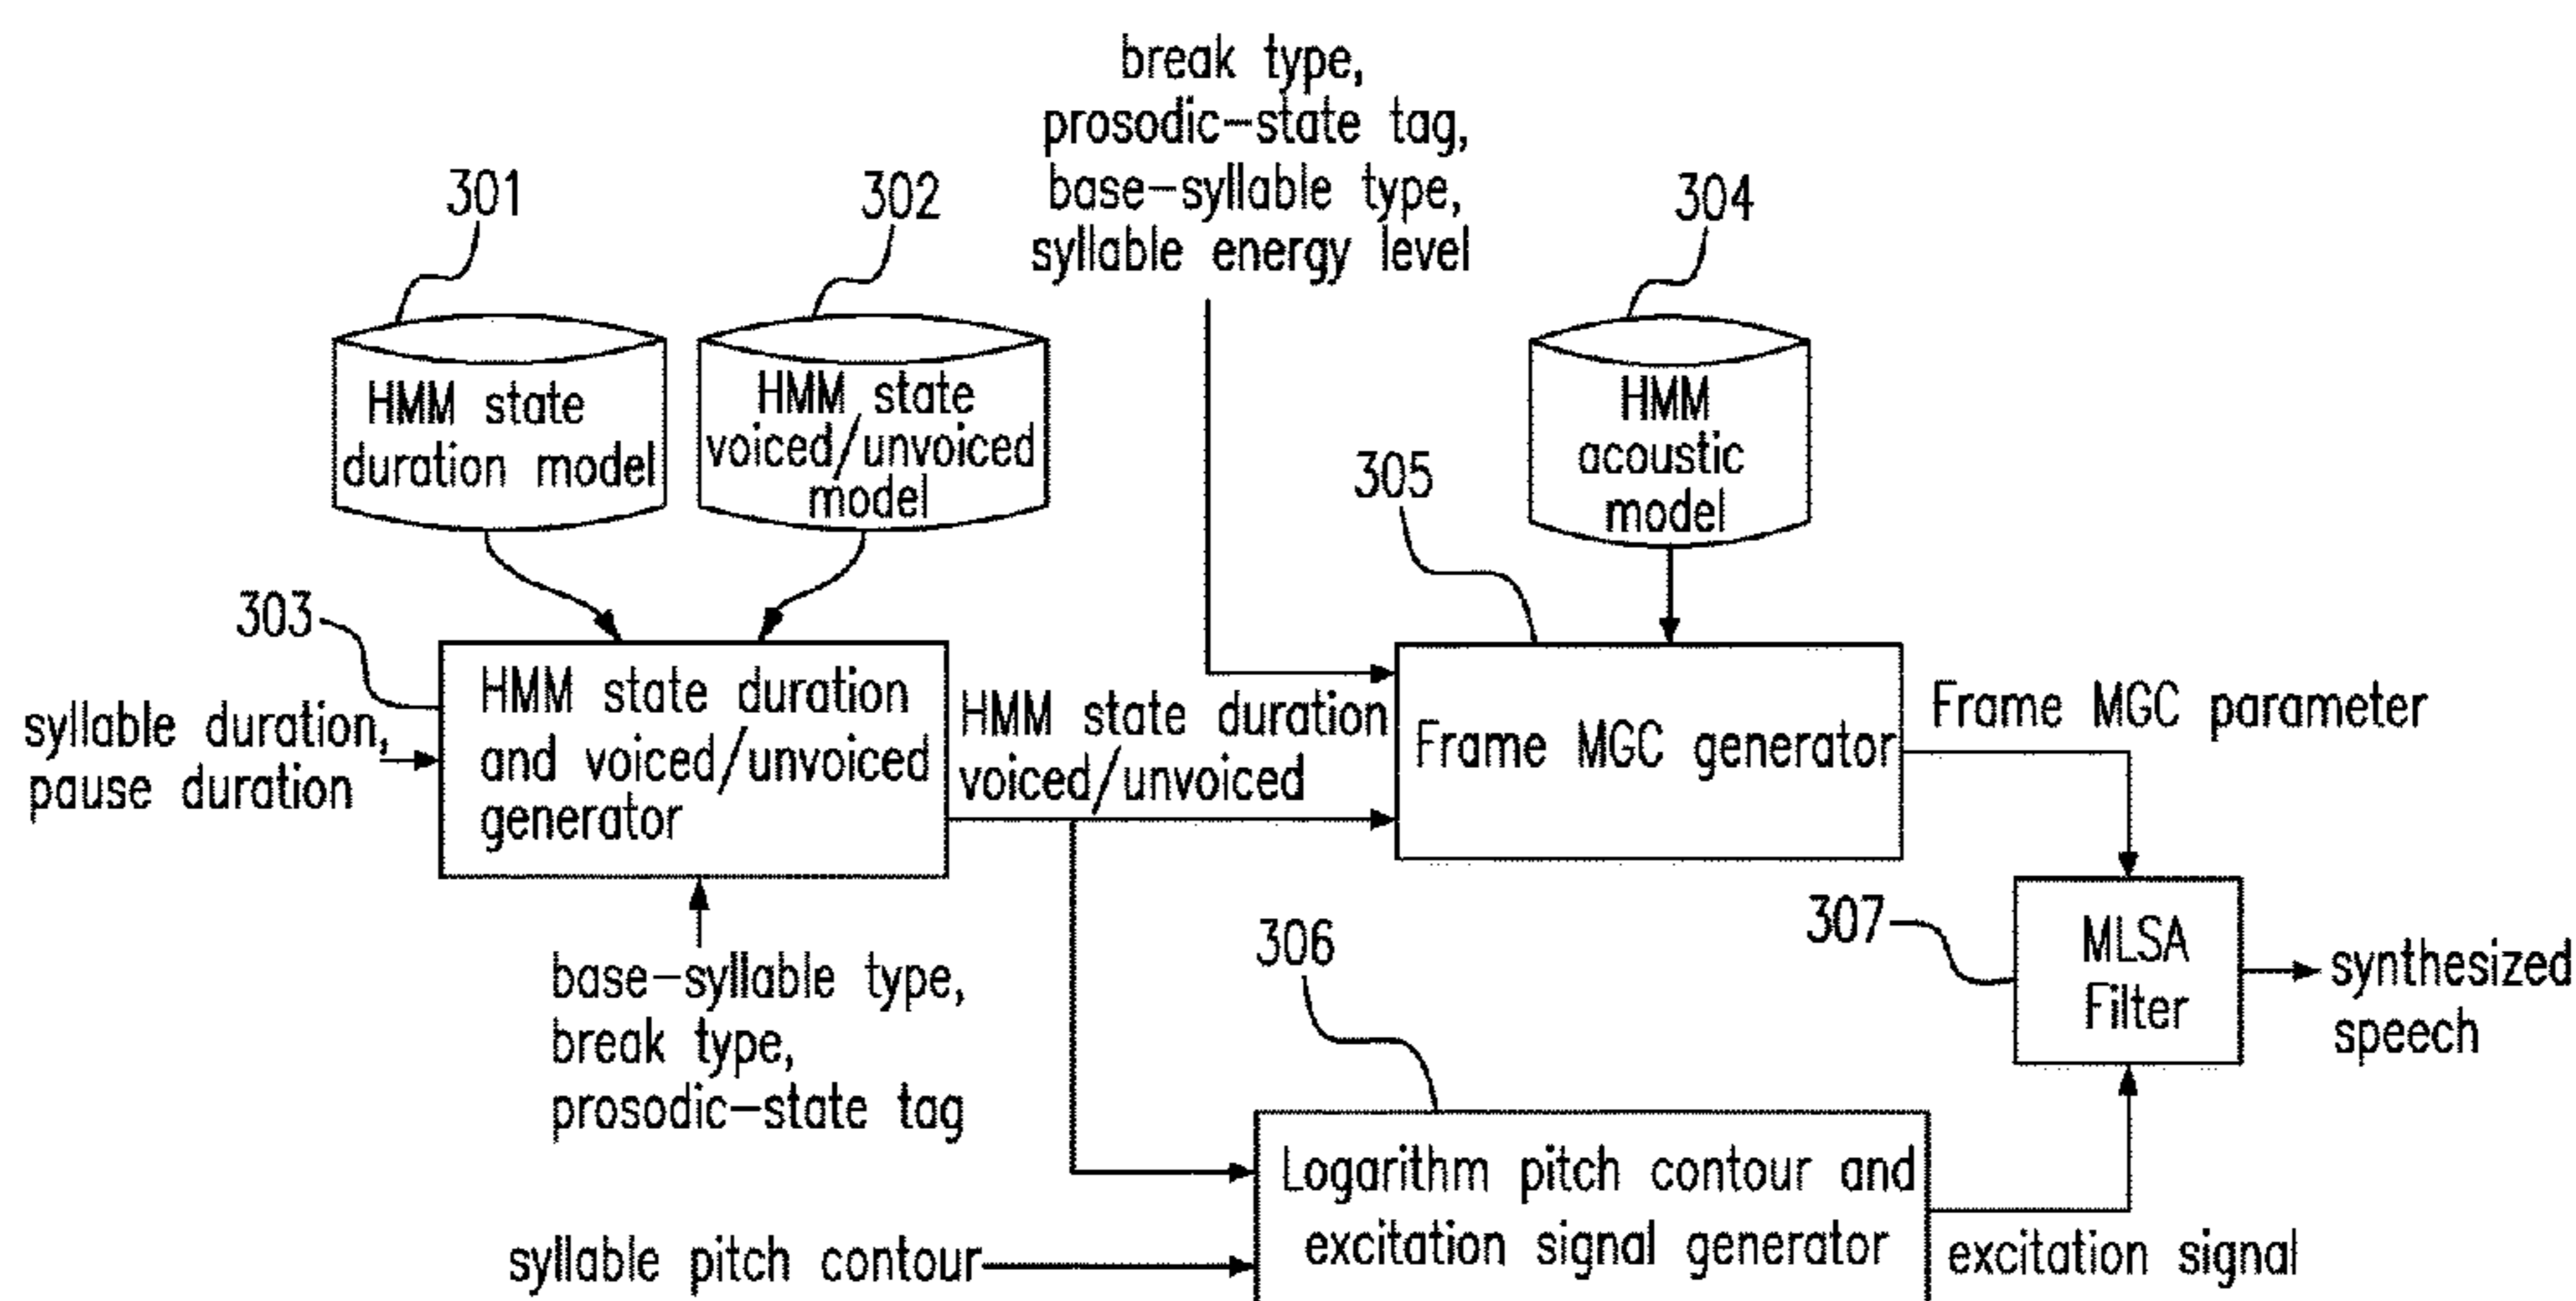 break type,
prosodic-state tag,
base-syllable type,
syllable energy level
301
302
304
HMM state
duration model
HMM state
voiced/unvoiced
model
HMM
acoustic
model
305
303
syllable duration,
pause duration
HMM state duration
and voiced/unvoiced
generator
HMM state duration
voiced/unvoiced
Frame MGC generator
Frame MGC parameter
base-syllable type,
break type,
prosodic-state tag
306
307
MLSA
Filter
synthesized
speech
Logarithm pitch contour and
excitation signal generator
syllable pitch contour
excitation signal